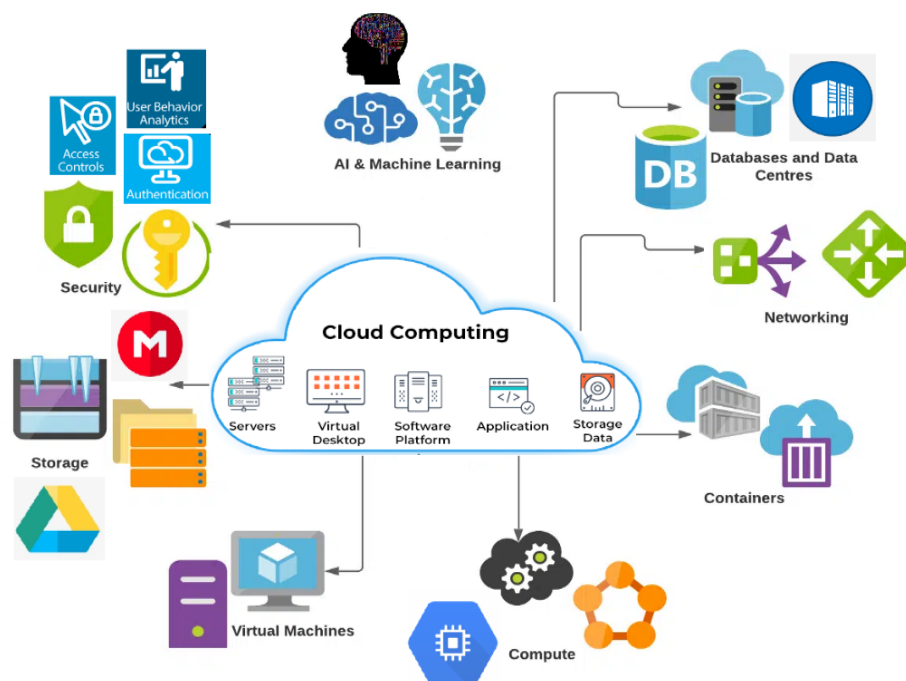 User Behavior
Analytics
Access
Controls
Authentication
Security
AI & Machine Learning
DB
Databases and Data
Centres
Networking
Cloud Computing
Servers
Virtual
Desktop
Software
Platform
Application
Storage
Data
M
Storage
Containers
Virtual Machines
Compute